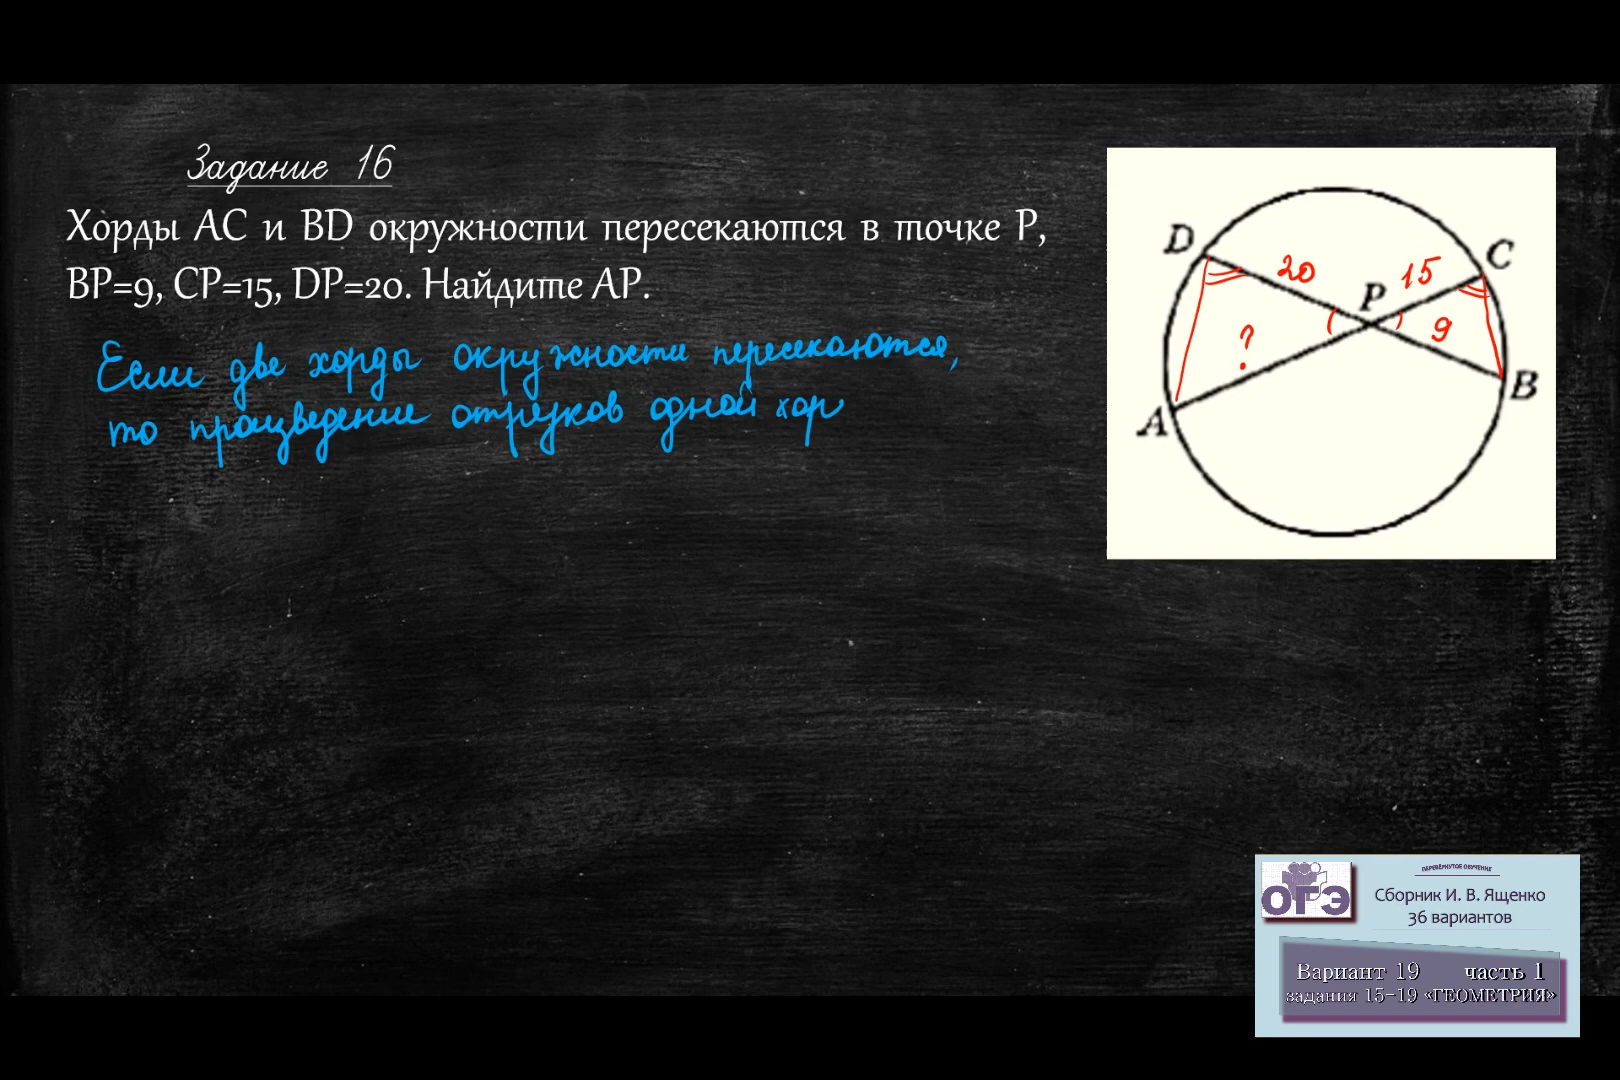 Задание 16
Хорды AC и BD окружности пересекаются в точке P,
BP=9, CP=15, DP=20. Найдите AP.
Если две хорды окружности пересекаются,
то произведение отрезков одной хор
D
20
P
15
C
?
9
B
A
ПЕРЕВЁРНУТОЕ ОБУЧЕНИЕ
ОГЭ
Сборник И. В. Ященко
36 вариантов
Вариант 19 часть 1
задания 15-19 «ГЕОМЕТРИЯ»